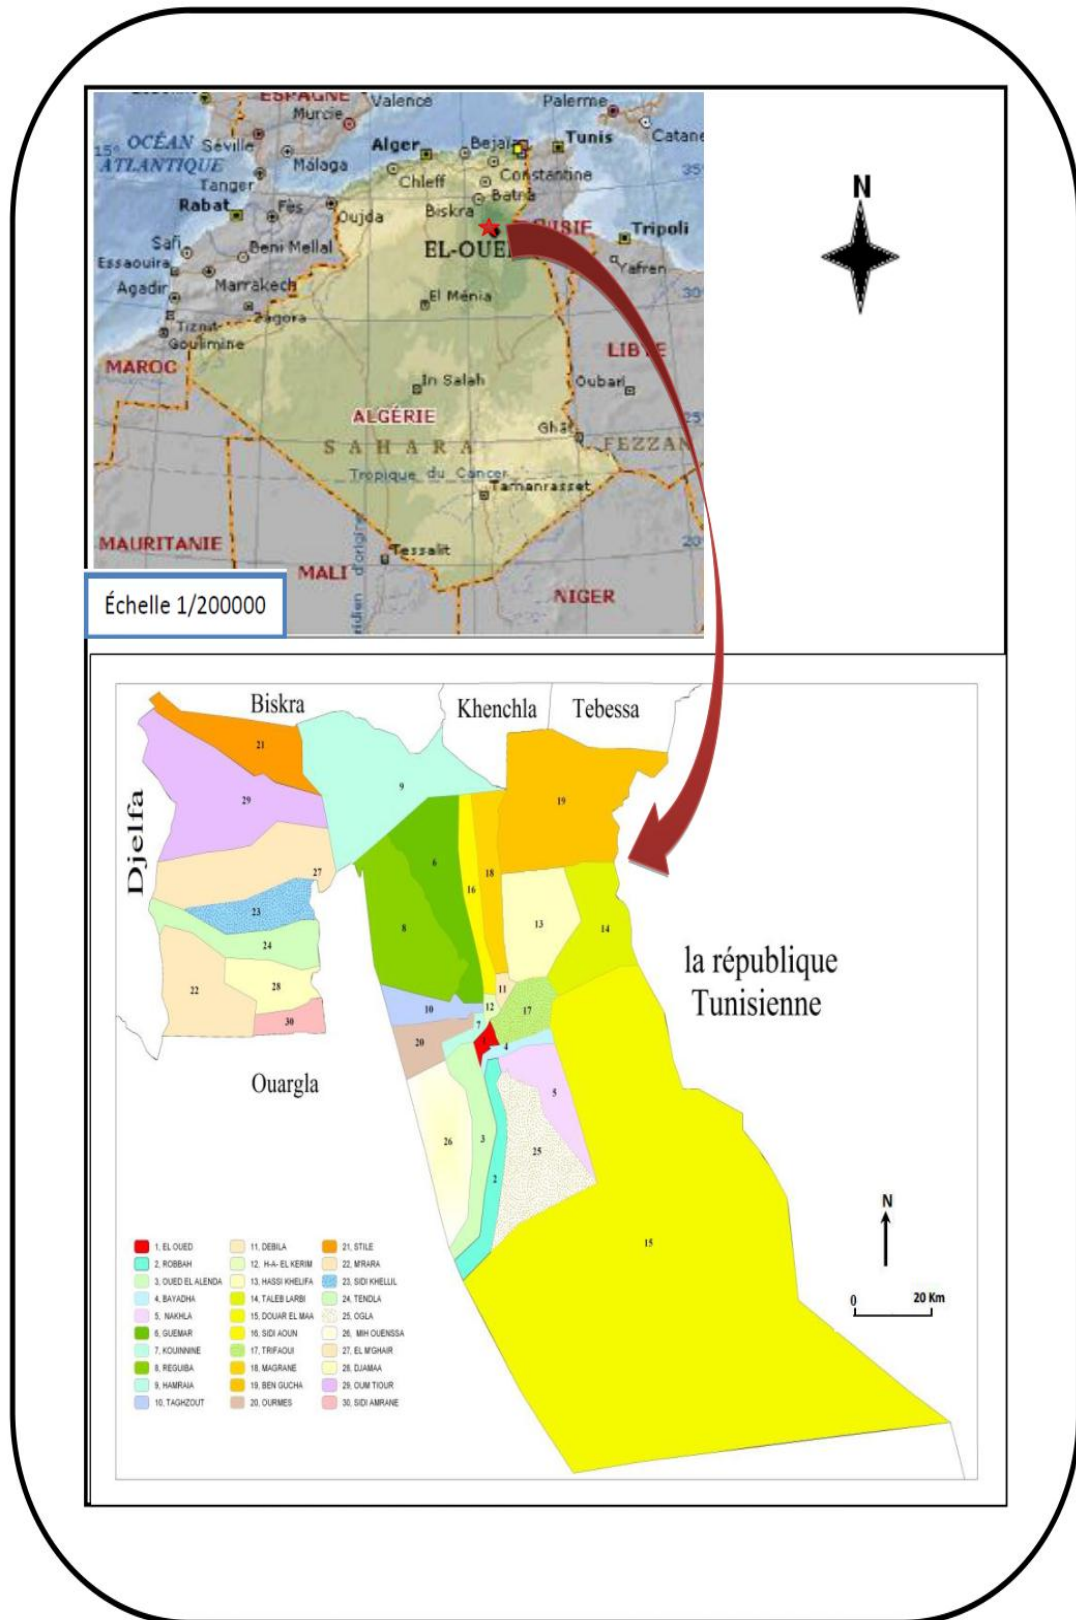 ESPAGNE
Valence
Palerme
Murcie
OCÉAN
ATLANTIQUE
Séville
Málaga
Alger
Bejaïa
Tunis
Catane
15°
35°
Tanger
Chleff
Constantine
Batna
Rabat
Fès
Oujda
Biskra
EL-OUE
Tripoli
Safi
Beni Mellal
Yafren
Essaouira
Marrakech
El Ménia
30°
Agadir
Zagora
Tiznit
Goulimine
LIBYE
MAROC
In Salah
Oubari
ALGÉRIE
25°
SAHARA
Ghât
FEZZAN
Tropique du Cancer
Tamanrasset
MAURITANIE
Tessalit
20°
MALI
ridien d'origine
NIGER
Échelle 1/200000
N
Biskra
Khenchla
Tebessa
Djelfa
la république
Tunisienne
Ouargla
21
29
9
19
27
6
16
18
23
8
13
14
24
22
28
30
10
11
12
17
7
1
20
4
5
26
3
25
2
15
1, EL OUED
2, ROBBAH
3, OUED EL ALENDA
4, BAYADHA
5, NAKHLA
6, GUEMAR
7, KOUINNINE
8, REGUIBA
9, HAMRAIA
10, TAGHZOUT
11, DEBILA
12, H-A- EL KERIM
13, HASSI KHELIFA
14, TALEB LARBI
15, DOUAR EL MAA
16, SIDI AOUN
17, TRIFAOUI
18, MAGRANE
19, BEN GUCHA
20, OURMES
21, STILE
22, M'RARA
23, SIDI KHELLIL
24, TENDLA
25, OGLA
26, MIH OUENSSA
27, EL M'GHAIR
28, DJAMAA
29, OUM TIOUR
30, SIDI AMRANE
N
0 20 Km